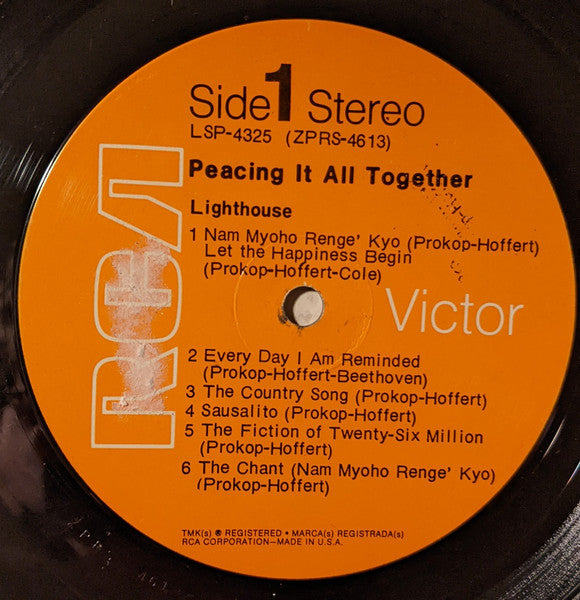 Side 1 Stereo
LSP-4325 (ZPRS-4613)
Peacing It All Together
Lighthouse
1 Nam Myoho Renge' Kyo (Prokop-Hoffert)
Let the Happiness Begin
(Prokop-Hoffert-Cole)
RCA
Victor
2 Every Day I Am Reminded
(Prokop-Hoffert-Beethoven)
3 The Country Song (Prokop-Hoffert)
4 Sausalito (Prokop-Hoffert)
5 The Fiction of Twenty-Six Million
(Prokop-Hoffert)
6 The Chant (Nam Myoho Renge' Kyo)
(Prokop-Hoffert)
TMK(s) ® REGISTERED • MARCA(s) REGISTRADA(s)
RCA CORPORATION—MADE IN U.S.A.